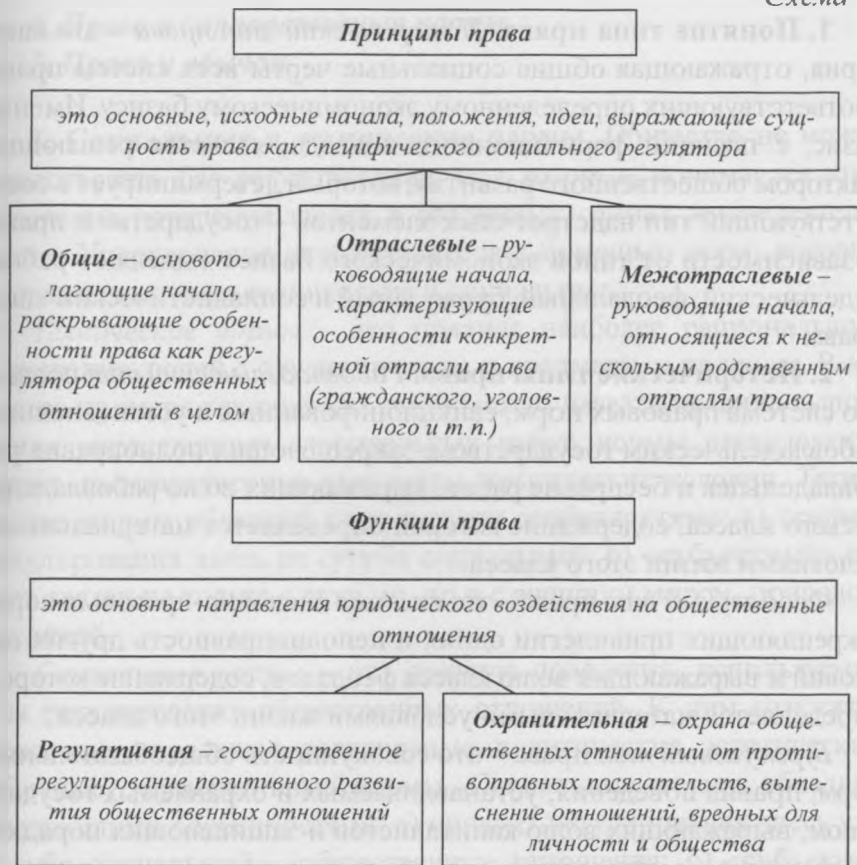 Схема
Принципы права
это основные, исходные начала, положения, идеи, выражающие сущ-
ность права как специфического социального регулятора
Общие – основопо-
лагающие начала,
раскрывающие особен-
ности права как регу-
лятора общественных
отношений в целом
Отраслевые – ру-
ководящие начала,
характеризующие
особенности конкрет-
ной отрасли права
(гражданского, уголов-
ного и т.п.)
Межотраслевые –
руководящие начала,
относящиеся к не-
скольким родственным
отраслям права
Функции права
это основные направления юридического воздействия на общественные
отношения
Регулятивная – государственное
регулирование позитивного разви-
тия общественных отношений
Охранительная – охрана обще-
ственных отношений от проти-
воправных посягательств, выте-
снение отношений, вредных для
личности и общества